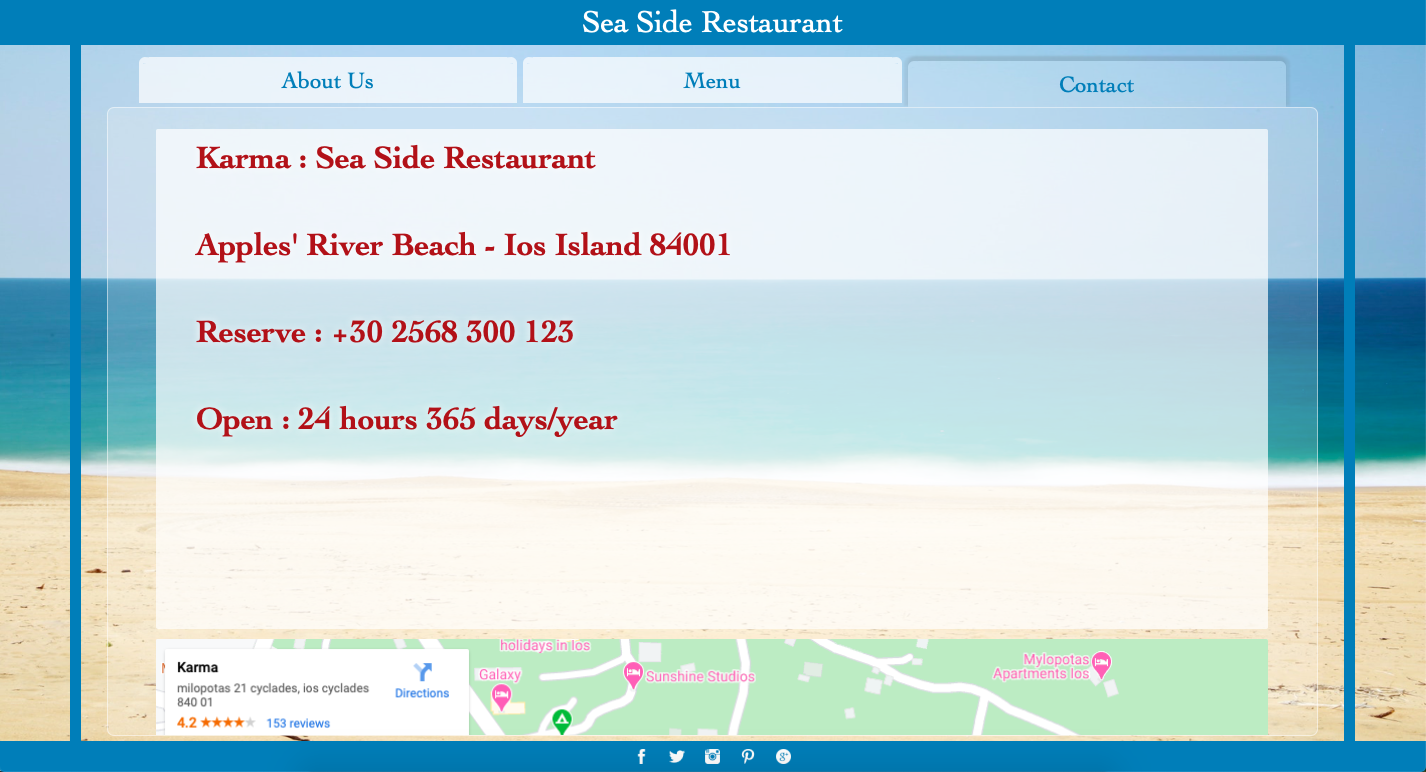 Sea Side Restaurant
About Us
Menu
Contact
Karma : Sea Side Restaurant
Apples' River Beach - Ios Island 84001
Reserve : +30 2568 300 123
Open : 24 hours 365 days/year
holidays in Ios
Karma
milopotas 21 cyclades, ios cyclades
840 01
4.2
153 reviews
Directions
Galaxy
Sunshine Studios
Mylopotas
Apartments Ios